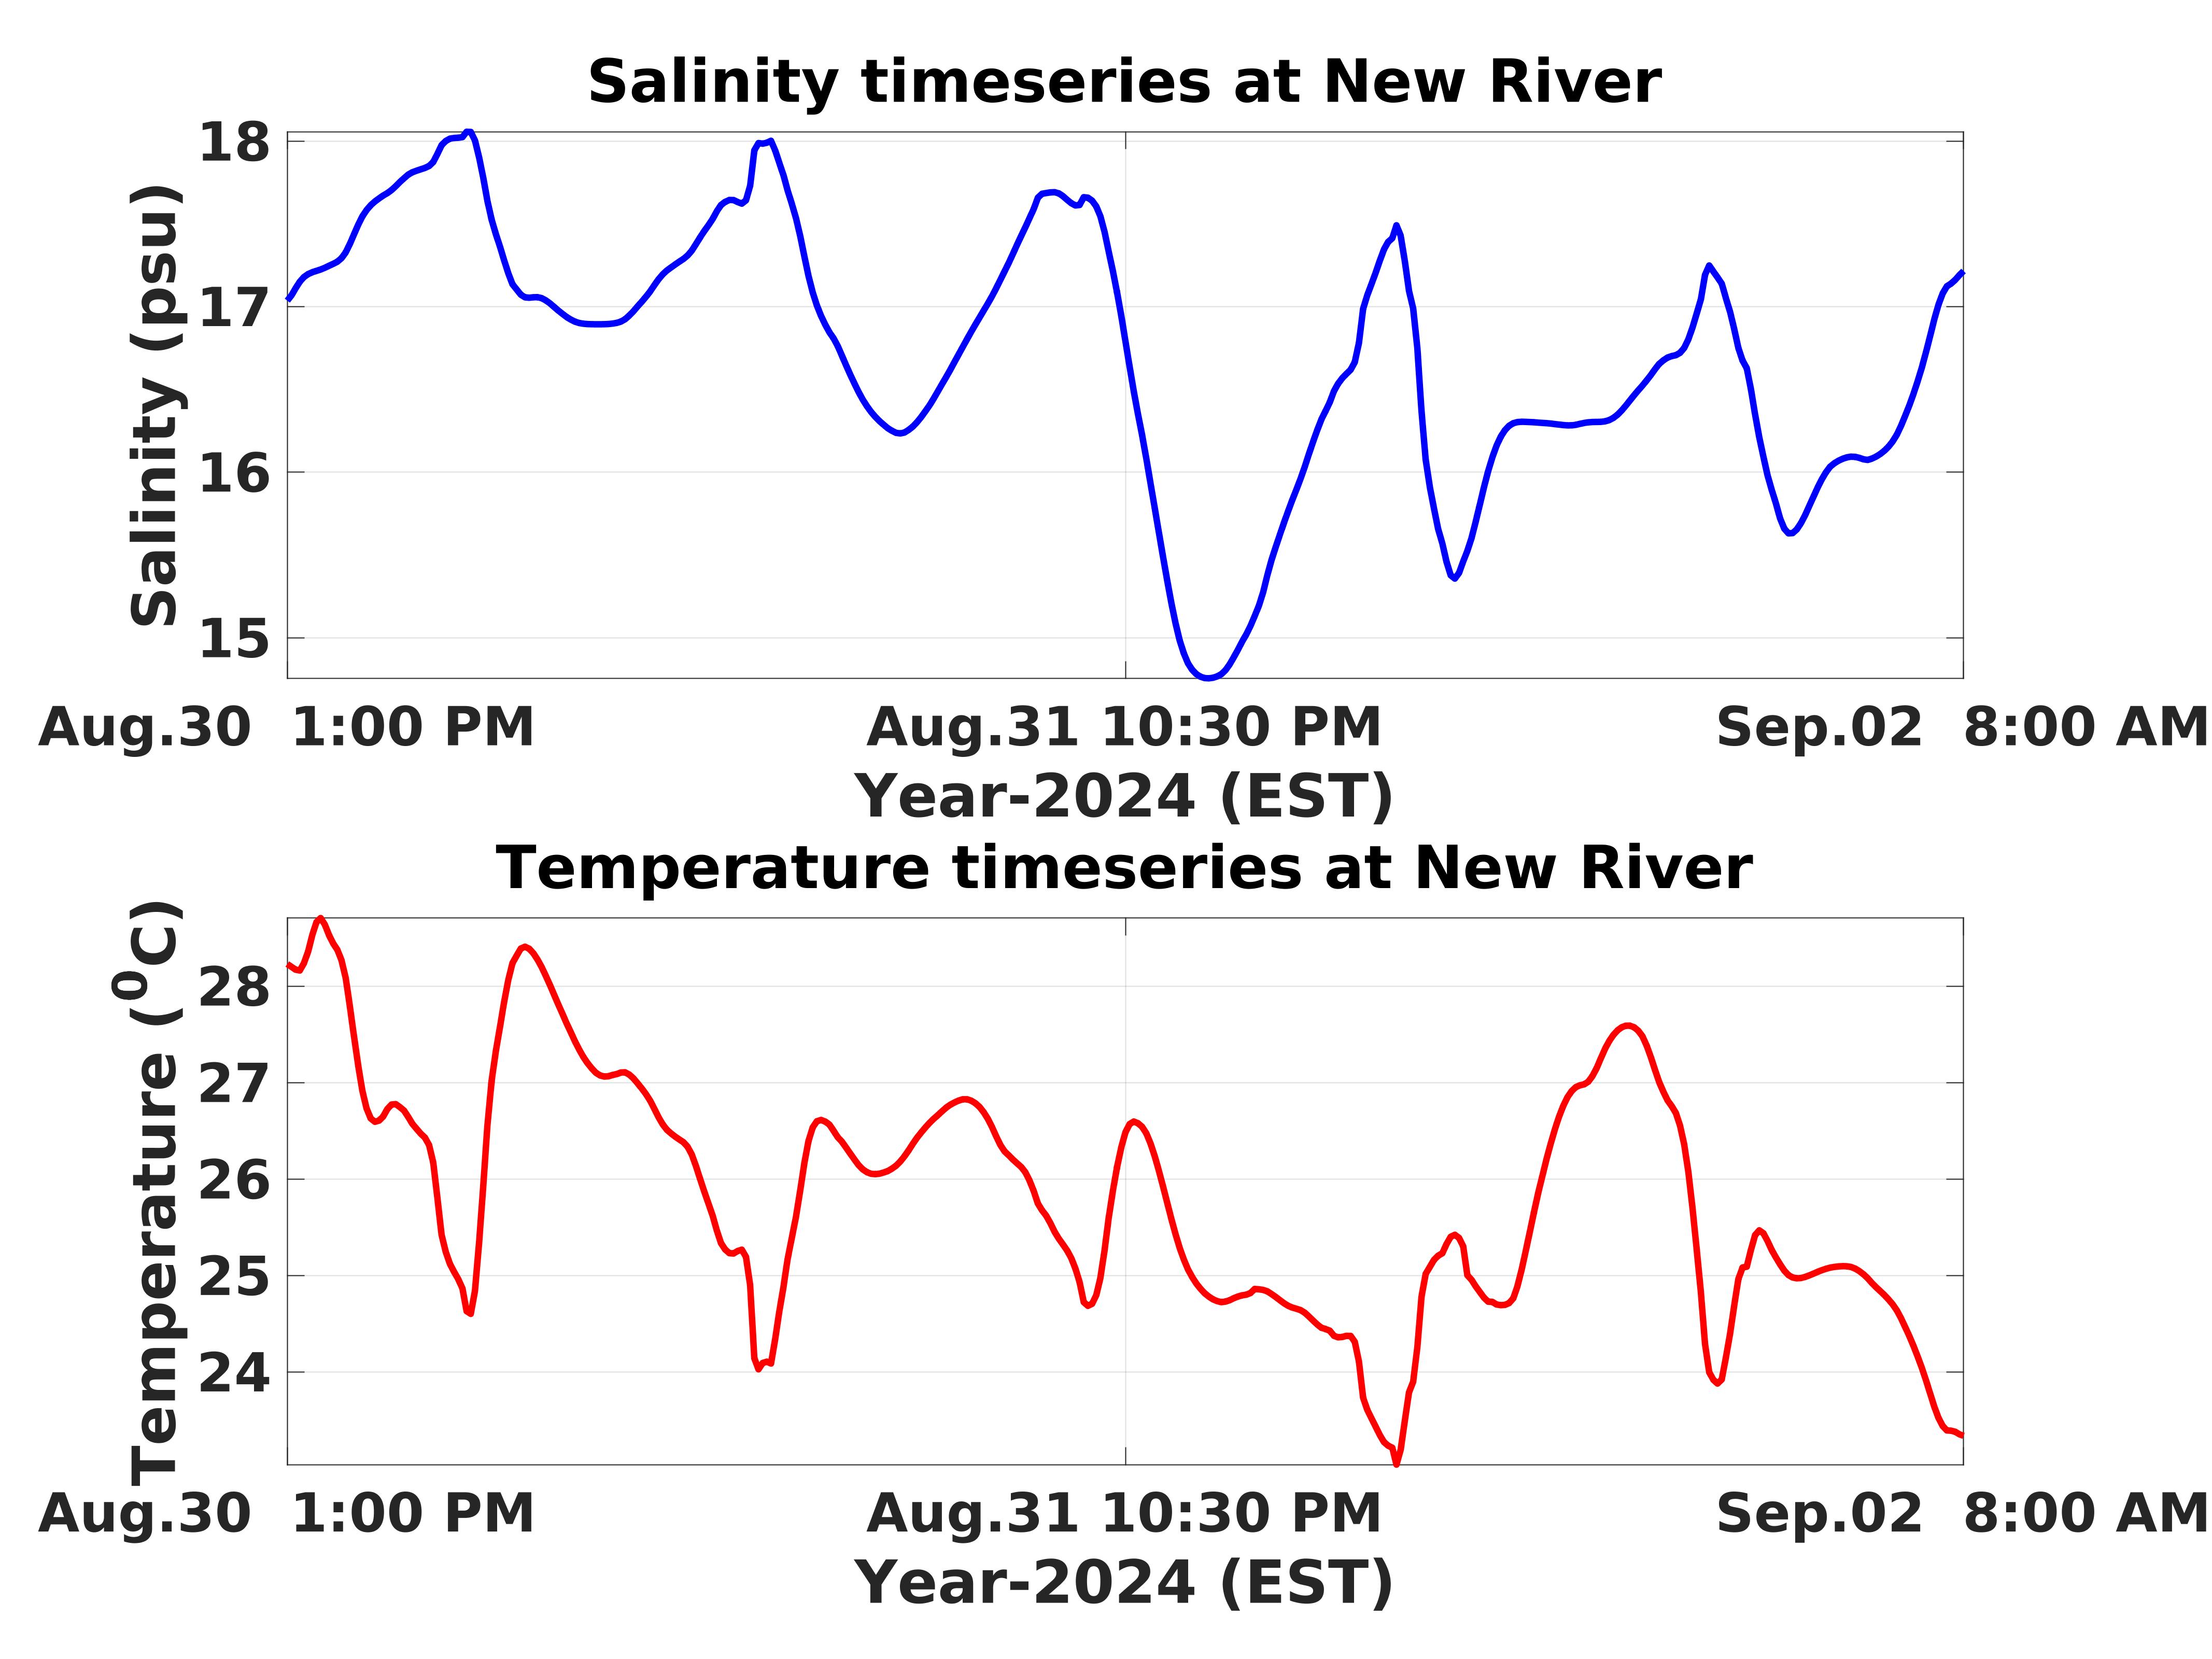 Salinity timeseries at New River
Salinity (psu)
18
17
16
15
Aug.30  1:00 PM
Aug.31 10:30 PM
Sep.02  8:00 AM
Year-2024 (EST)
Temperature timeseries at New River
Temperature (⁰C)
28
27
26
25
24
Aug.30  1:00 PM
Aug.31 10:30 PM
Sep.02  8:00 AM
Year-2024 (EST)